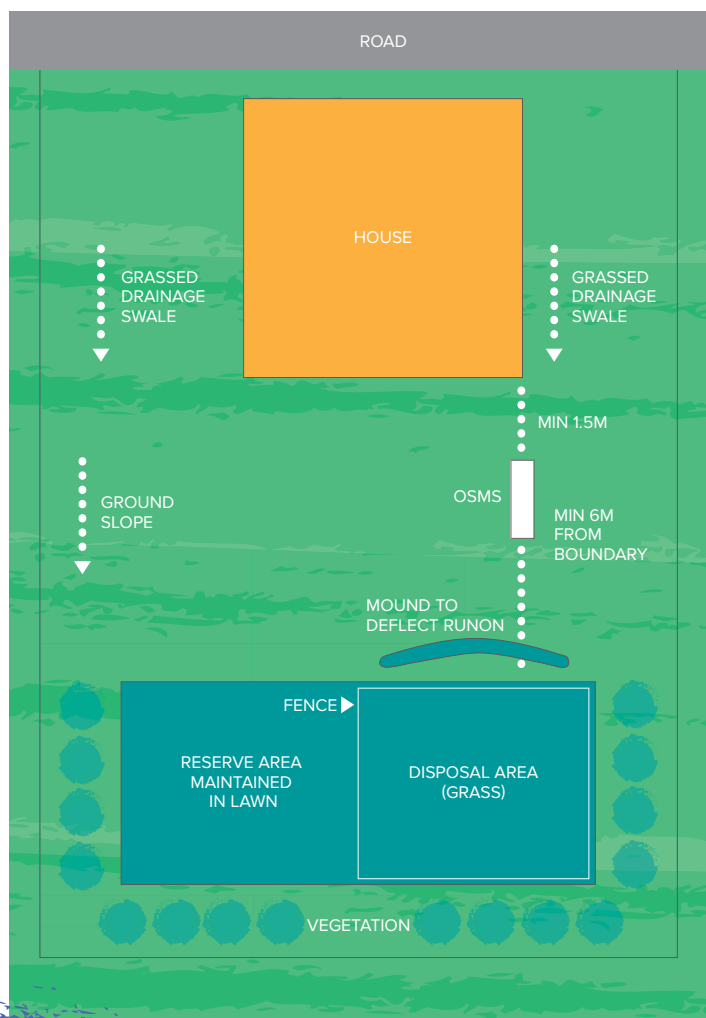 ROAD
HOUSE
GRASSED
DRAINAGE
SWALE
GRASSED
DRAINAGE
SWALE
MIN 1.5M
GROUND
SLOPE
OSMS
MIN 6M
FROM
BOUNDARY
MOUND TO
DEFLECT RUNON
FENCE
RESERVE AREA
MAINTAINED
IN LAWN
DISPOSAL AREA
(GRASS)
VEGETATION